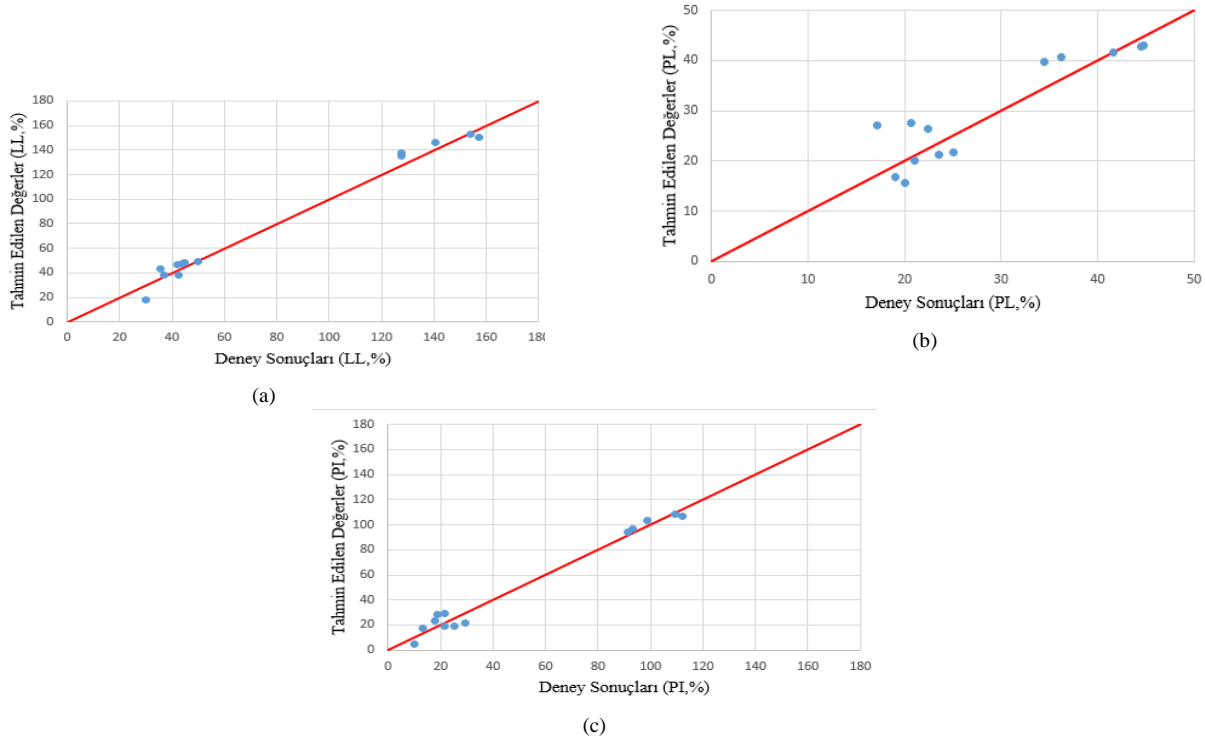 180
160
140
120
100
80
60
40
20
0
Tahmin Edilen Değerler (LL,%)
0 20 40 60 80 100 120 140 160 180
Deney Sonuçları (LL,%)
(a)
50
40
30
20
10
0
Tahmin Edilen Değerler (PL,%)
0 10 20 30 40 50
Deney Sonuçları (PL,%)
(b)
180
160
140
120
100
80
60
40
20
0
Tahmin Edilen Değerler (PI,%)
0 20 40 60 80 100 120 140 160 180
Deney Sonuçları (PI,%)
(c)